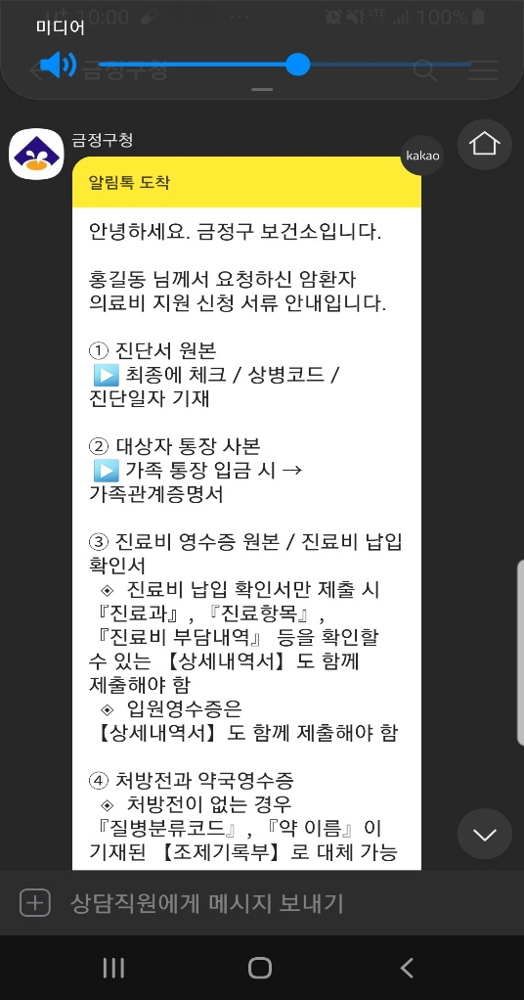 미디어
10:00
LTE
100%
금정구청
금정구청
kakao
알림톡 도착
안녕하세요. 금정구 보건소입니다.
홍길동 님께서 요청하신 암환자
의료비 지원 신청 서류 안내입니다.
① 진단서 원본
▶ 최종에 체크 / 상병코드 /
진단일자 기재
② 대상자 통장 사본
▶ 가족 통장 입금 시 →
가족관계증명서
③ 진료비 영수증 원본 / 진료비 납입
확인서
◈ 진료비 납입 확인서만 제출 시
『진료과』, 『진료항목』,
『진료비 부담내역』 등을 확인할
수 있는 【상세내역서】도 함께
제출해야 함
◈ 입원영수증은
【상세내역서】도 함께 제출해야 함
④ 처방전과 약국영수증
◈ 처방전이 없는 경우
『질병분류코드』, 『약 이름』이
기재된 【조제기록부】로 대체 가능
상담직원에게 메시지 보내기